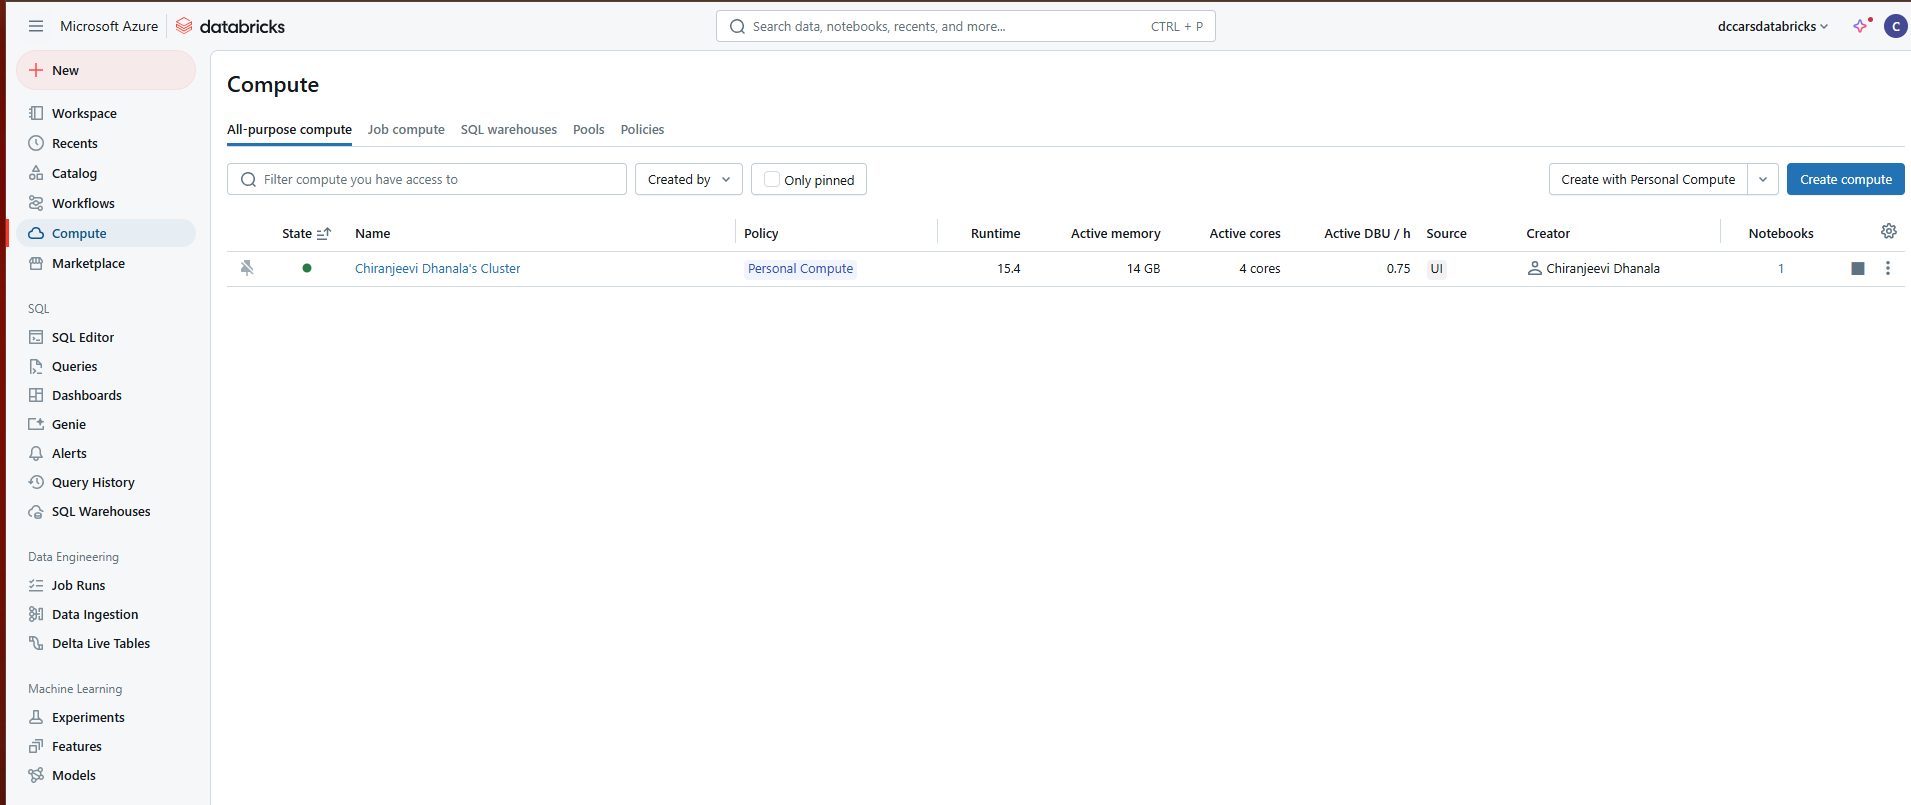 Microsoft Azure databricks Search data, notebooks, recents, and more... CTRL + P dccarsdatabricks C
New
Workspace
Recents
Catalog
Workflows
Compute
Marketplace
SQL
SQL Editor
Queries
Dashboards
Genie
Alerts
Query History
SQL Warehouses
Data Engineering
Job Runs
Data Ingestion
Delta Live Tables
Machine Learning
Experiments
Features
Models
Compute
All-purpose compute Job compute SQL warehouses Pools Policies
Filter compute you have access to Created by Only pinned Create with Personal Compute Create compute
State Name Policy Runtime Active memory Active cores Active DBU / h Source Creator Notebooks
Chiranjeevi Dhanala's Cluster Personal Compute 15.4 14 GB 4 cores 0.75 UI Chiranjeevi Dhanala 1